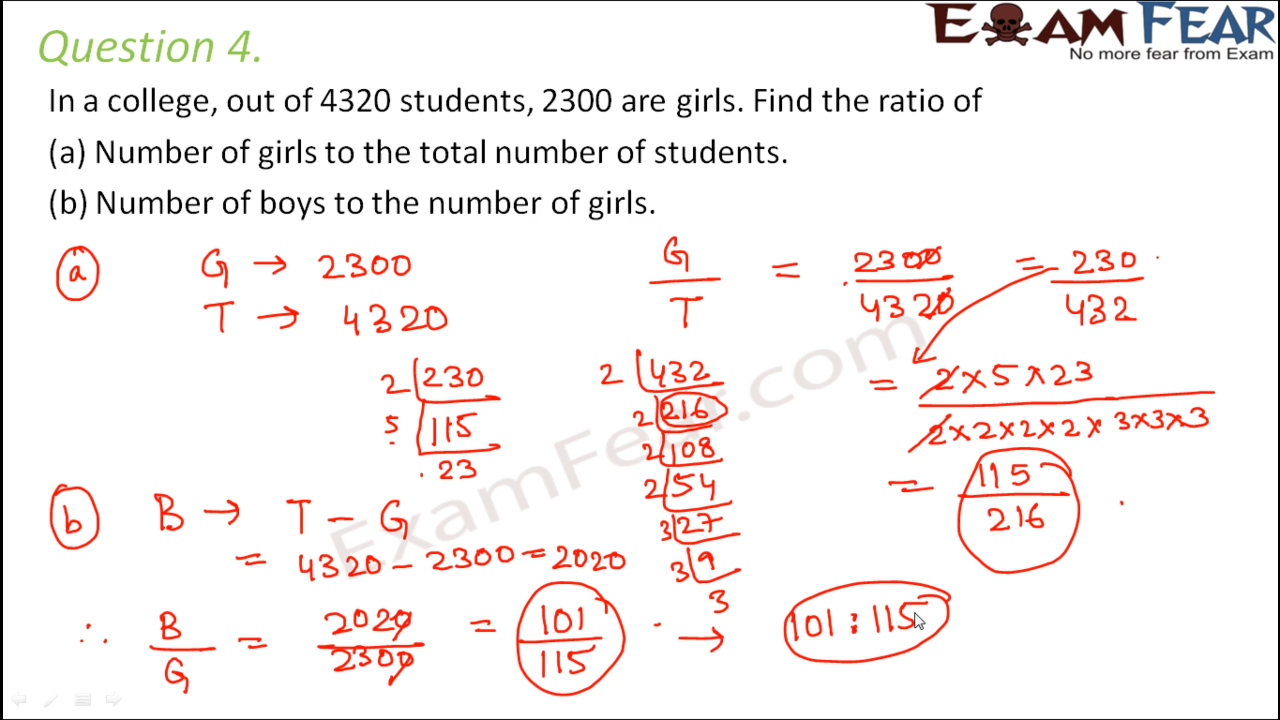 Question 4.
EXAM FEAR
No more fear from Exam
In a college, out of 4320 students, 2300 are girls. Find the ratio of
(a) Number of girls to the total number of students.
(b) Number of boys to the number of girls.
a G → 2300
T → 4320
G/T = 2300/4320 = 230/432
2 | 230
5 | 115
23
2 | 432
2 | 216
2 | 108
2 | 54
3 | 27
3 | 9
3
= 2×5×23 / 2×2×2×2×3×3×3
= 115/216
b B → T - G
= 4320 - 2300 = 2020
∴ B/G = 2020/2300 = 101/115 → 101 : 115
ExamFear.com